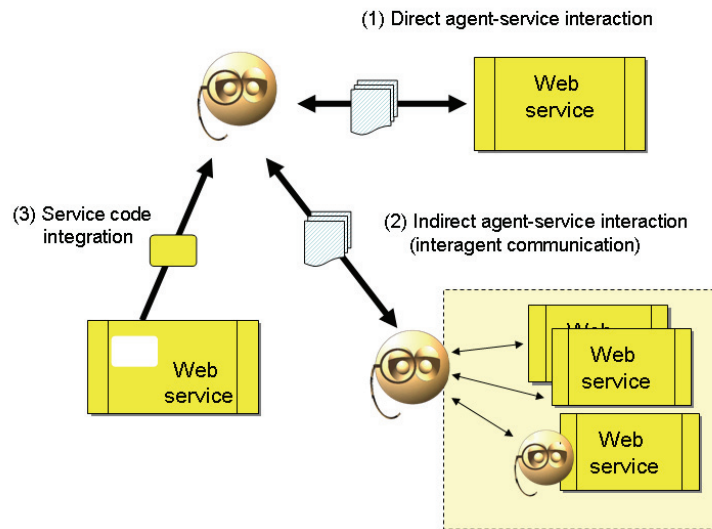 (1) Direct agent-service interaction
Web
service
(3) Service code
integration
(2) Indirect agent-service interaction
(interagent communication)
Web
service
Web
Web
service
Web
service